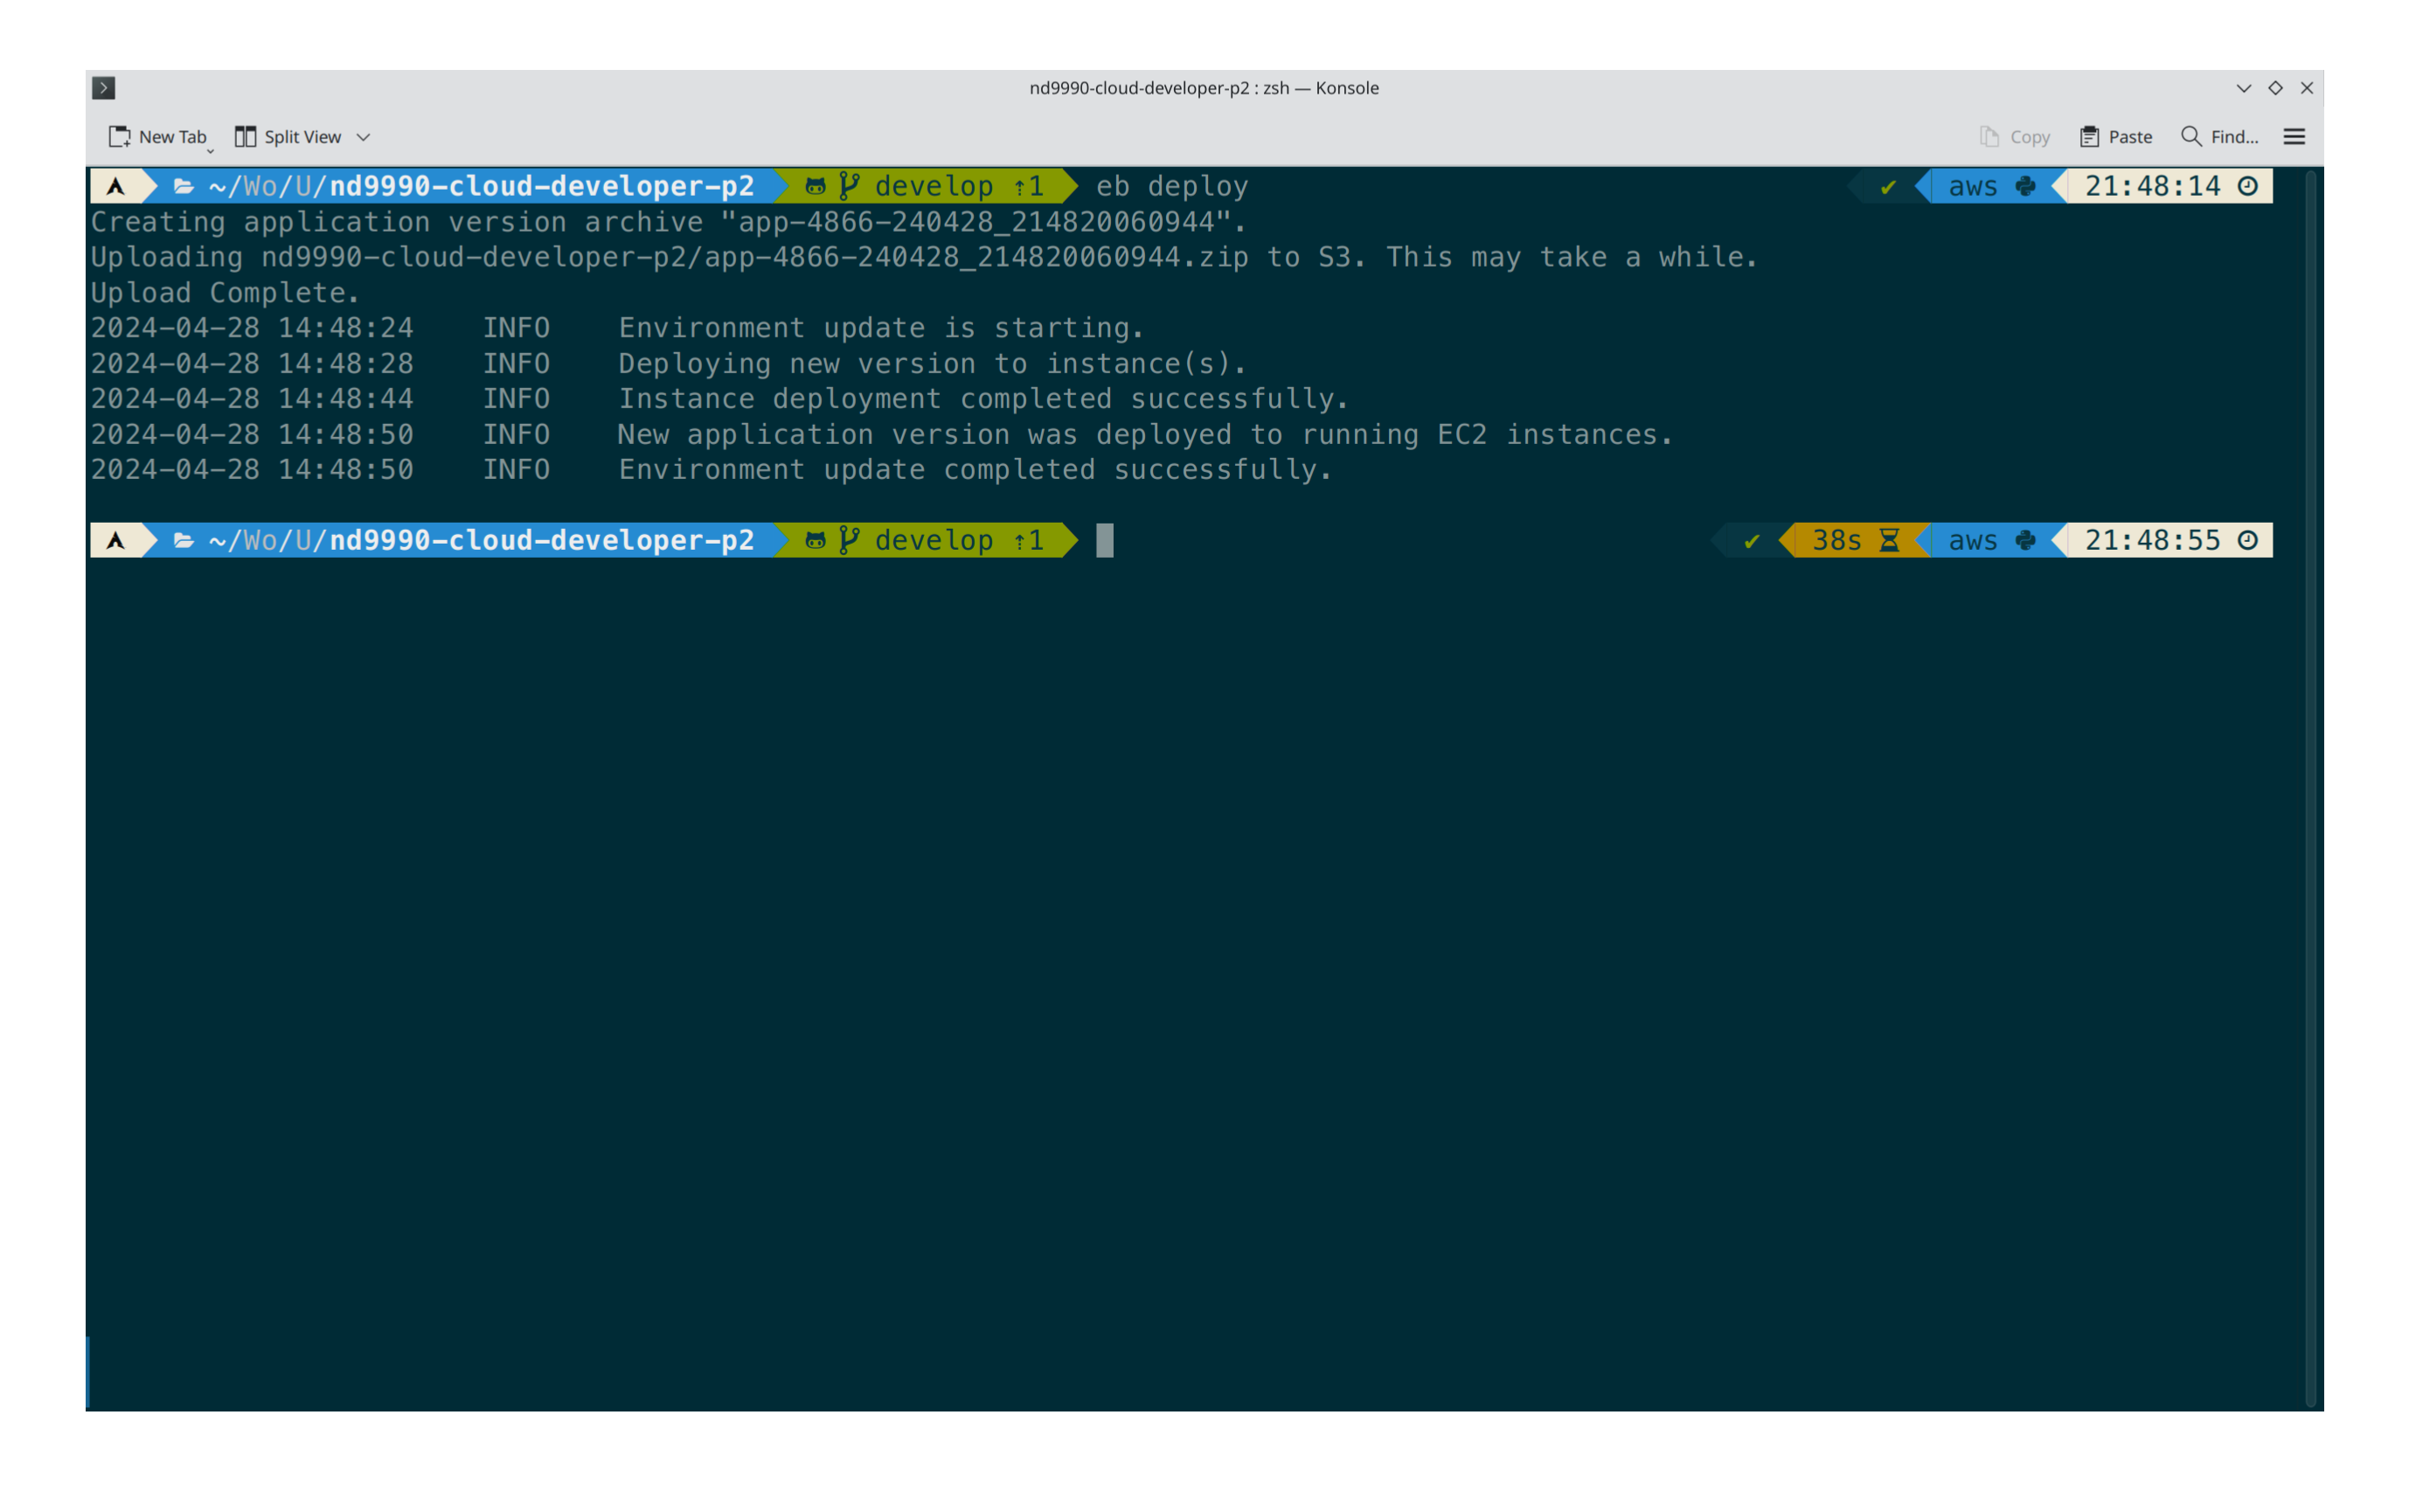 nd9990-cloud-developer-p2 : zsh — Konsole
New Tab Split View Copy Paste Find...
~/Wo/U/nd9990-cloud-developer-p2 develop ⇡1 eb deploy ✔ aws 21:48:14
Creating application version archive "app-4866-240428_214820060944".
Uploading nd9990-cloud-developer-p2/app-4866-240428_214820060944.zip to S3. This may take a while.
Upload Complete.
2024-04-28 14:48:24 INFO Environment update is starting.
2024-04-28 14:48:28 INFO Deploying new version to instance(s).
2024-04-28 14:48:44 INFO Instance deployment completed successfully.
2024-04-28 14:48:50 INFO New application version was deployed to running EC2 instances.
2024-04-28 14:48:50 INFO Environment update completed successfully.
~/Wo/U/nd9990-cloud-developer-p2 develop ⇡1 ✔ 38s aws 21:48:55